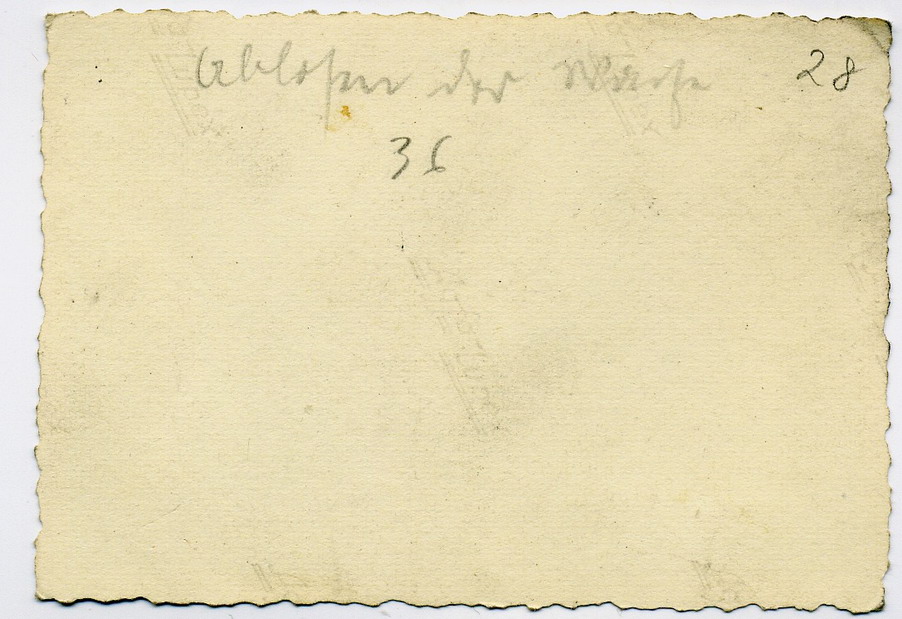 Ablösen der Wache 28
36